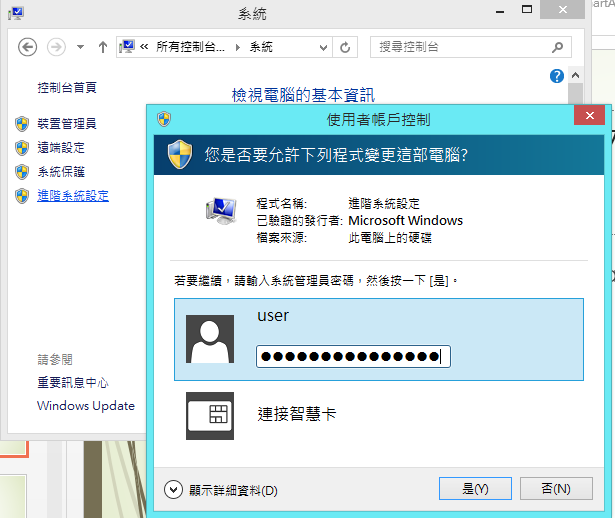 martA
系統
所有控制台...
系統
搜尋控制台
控制台首頁
檢視電腦的基本資訊
裝置管理員
遠端設定
系統保護
進階系統設定
請參閱
重要訊息中心
Windows Update
使用者帳戶控制
您是否要允許下列程式變更這部電腦?
程式名稱: 進階系統設定
已驗證的發行者: Microsoft Windows
檔案來源: 此電腦上的硬碟
若要繼續，請輸入系統管理員密碼，然後按一下 [是]。
user
連接智慧卡
顯示詳細資料(D)
是(Y)
否(N)